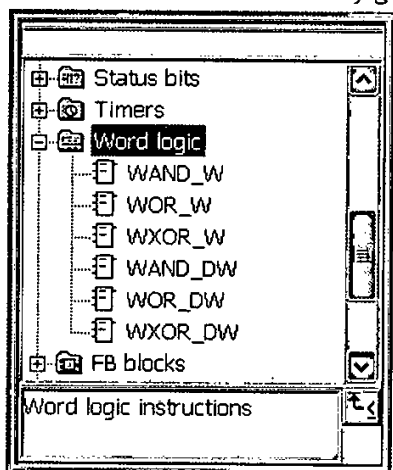 Status bits
Timers
Word logic
WAND_W
WOR_W
WXOR_W
WAND_DW
WOR_DW
WXOR_DW
FB blocks
Word logic instructions